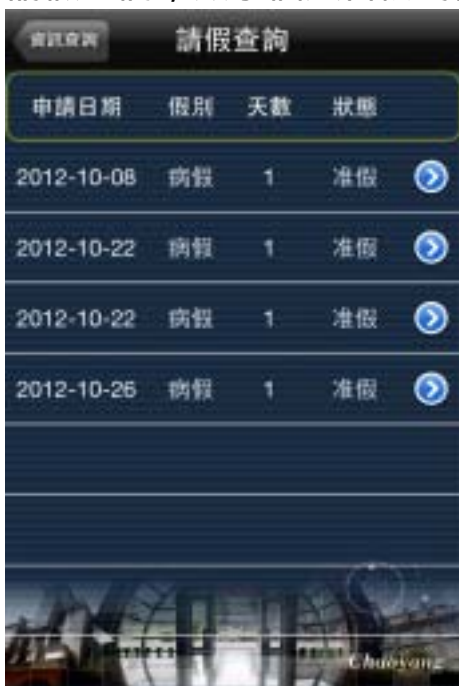 資訊查詢 請假查詢
申請日期 假別 天數 狀態
2012-10-08 病假 1 准假
2012-10-22 病假 1 准假
2012-10-22 病假 1 准假
2012-10-26 病假 1 准假
Chaoyang